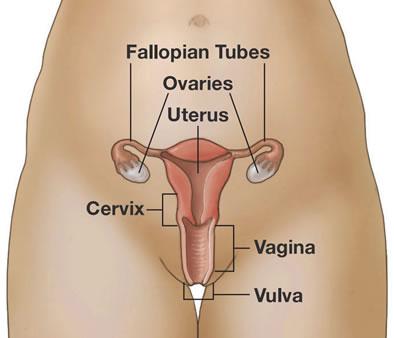 Fallopian Tubes
Ovaries
Uterus
Cervix
Vagina
Vulva